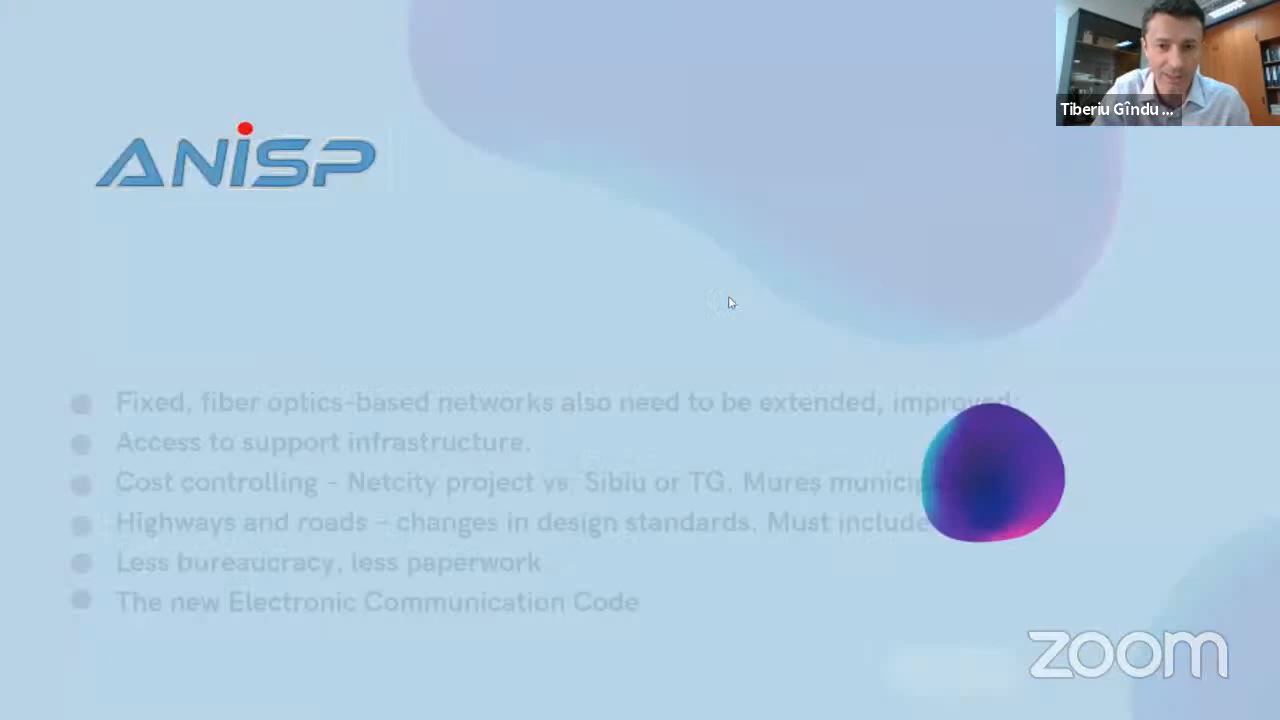 Tiberiu Gîndu ...
ANISP
Fixed, fiber optics-based networks also need to be extended, improved;
Access to support infrastructure.
Cost controlling - Netcity project vs Sibiu or TG. Mureș
Highways and roads - changes in design standards. Must include
Less bureaucracy, less paperwork
The new Electronic Communication Code
zoom